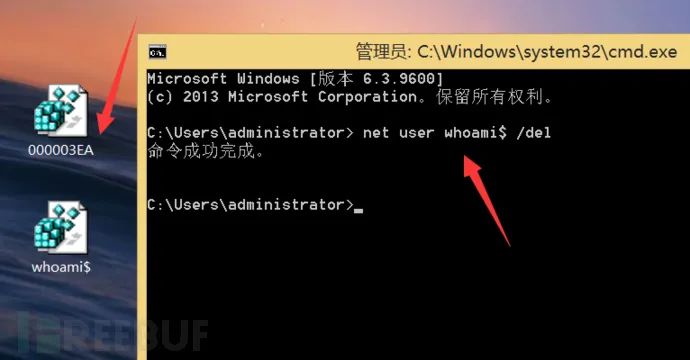 000003EA
whoami$
管理员: C:\Windows\system32\cmd.exe
Microsoft Windows [版本 6.3.9600]
(c) 2013 Microsoft Corporation。保留所有权利。
C:\Users\administrator> net user whoami$ /del
命令成功完成。
C:\Users\administrator>_
REEBUF